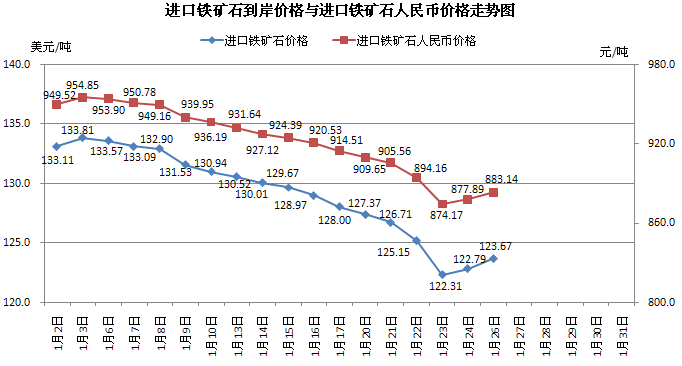 进口铁矿石到岸价格与进口铁矿石人民币价格走势图
美元/吨
进口铁矿石价格
进口铁矿石人民币价格
元/吨
140.0
135.0
130.0
125.0
120.0
980.0
920.0
860.0
800.0
949.52
954.85
953.90
950.78
949.16
939.95
936.19
931.64
927.12
924.39
920.53
914.51
909.65
905.56
894.16
874.17
877.89
883.14
133.11
133.81
133.57
133.09
132.90
131.53
130.94
130.52
130.01
129.67
128.97
128.00
127.37
126.71
125.15
122.31
122.79
123.67
1月2日
1月3日
1月6日
1月7日
1月8日
1月9日
1月10日
1月13日
1月14日
1月15日
1月16日
1月17日
1月20日
1月21日
1月22日
1月23日
1月24日
1月26日
1月27日
1月28日
1月29日
1月30日
1月31日